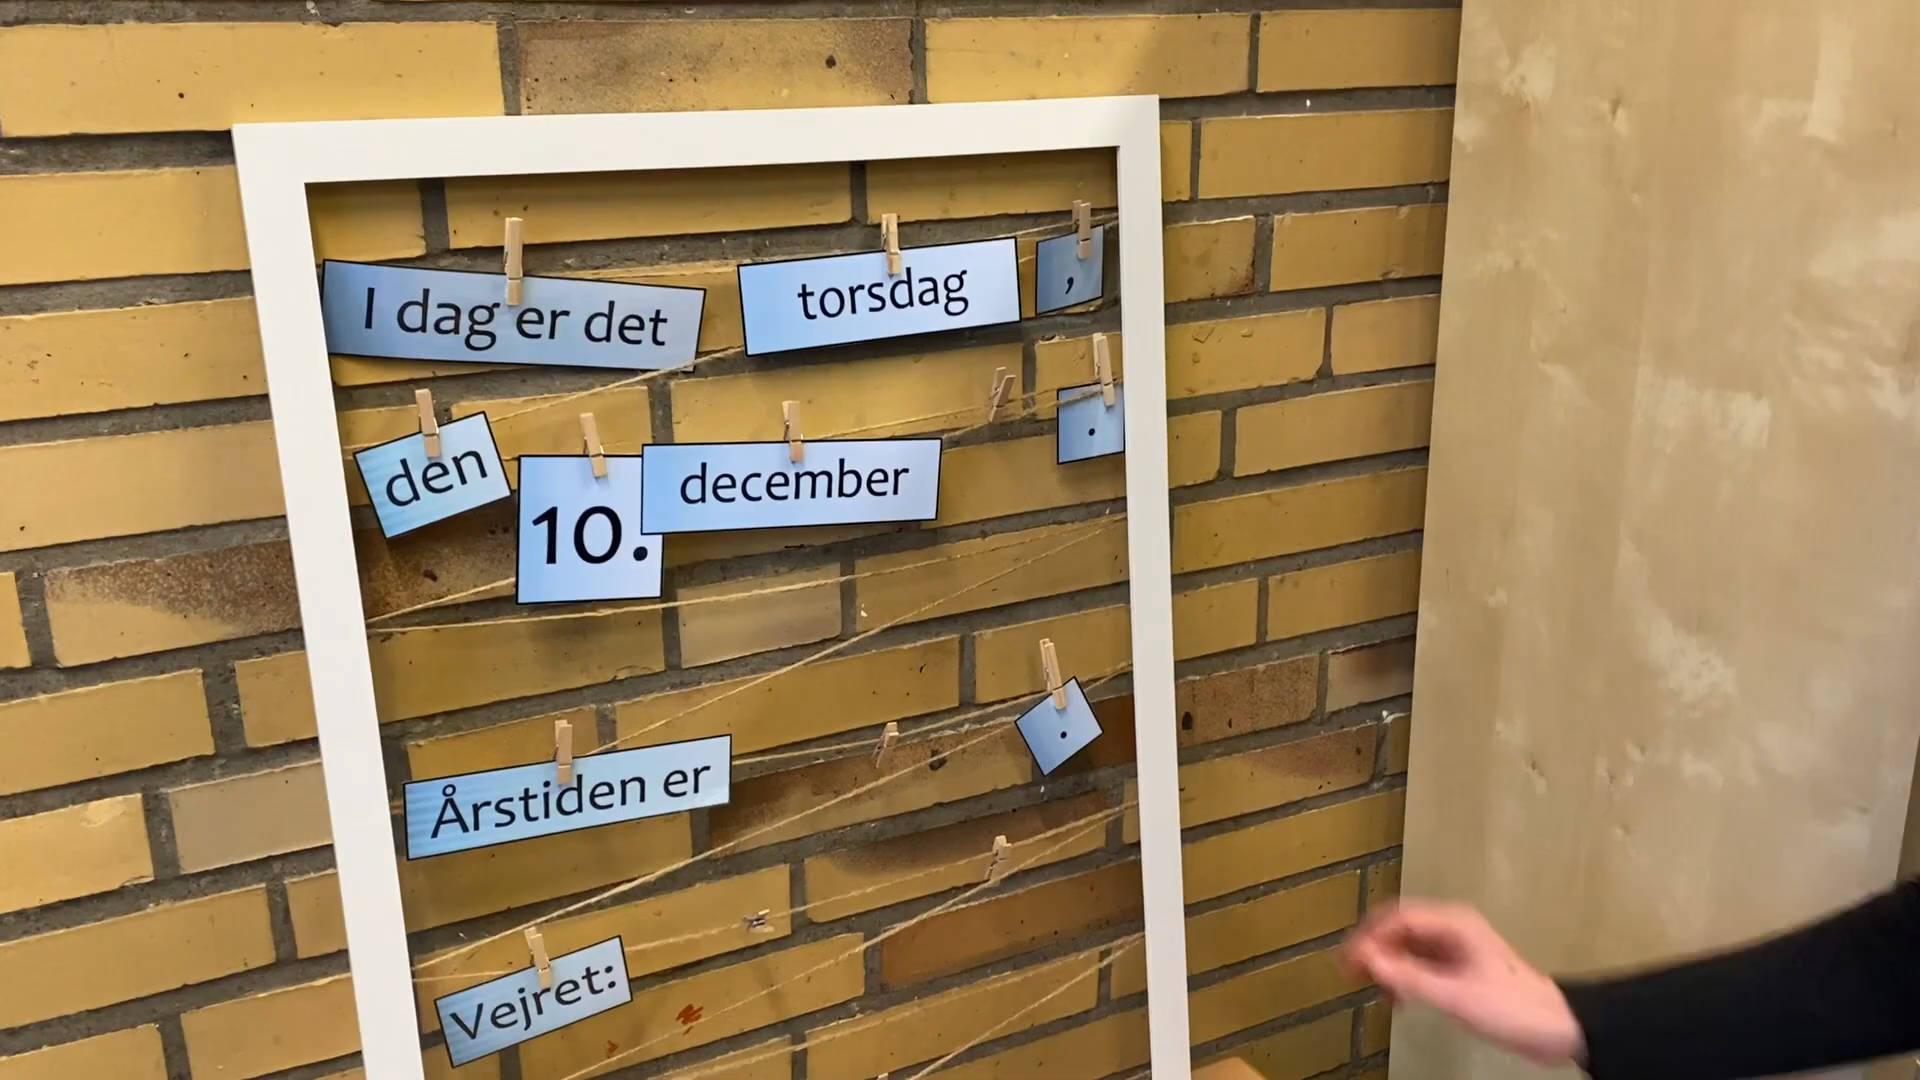 I dag er det torsdag ,
den 10. december .
Årstiden er .
Vejret: